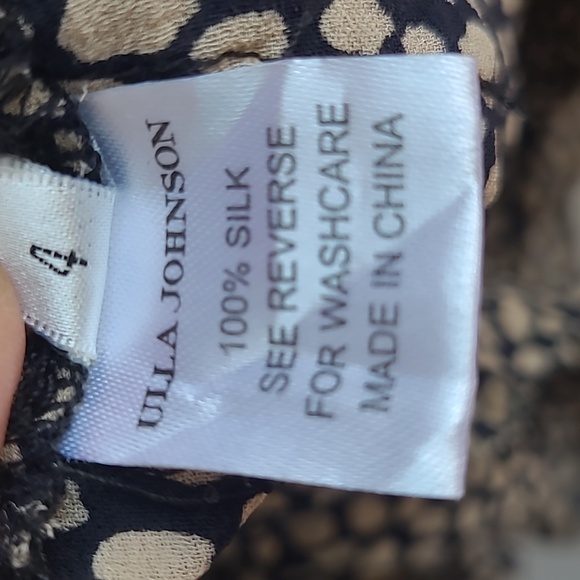 4
ULLA JOHNSON
100% SILK
SEE REVERSE
FOR WASHCARE
MADE IN CHINA